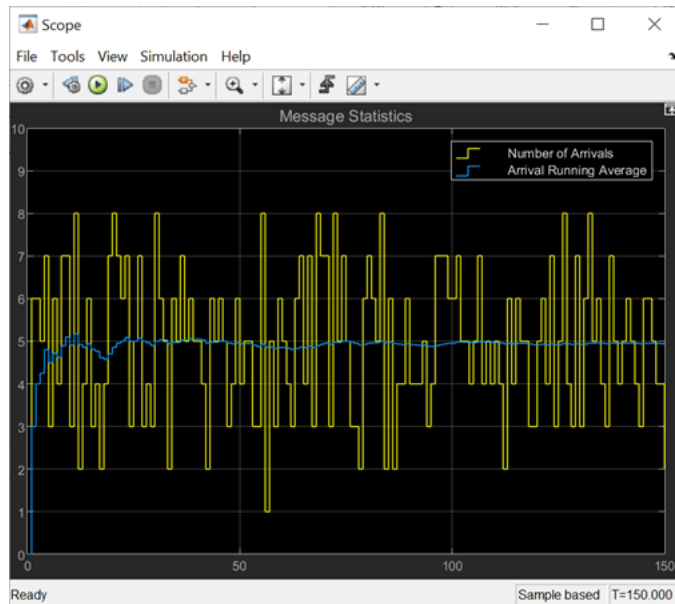 Scope
File Tools View Simulation Help
Message Statistics
10
9
8
7
6
5
4
3
2
1
0
Number of Arrivals
Arrival Running Average
0 50 100 150
Ready Sample based T=150.000